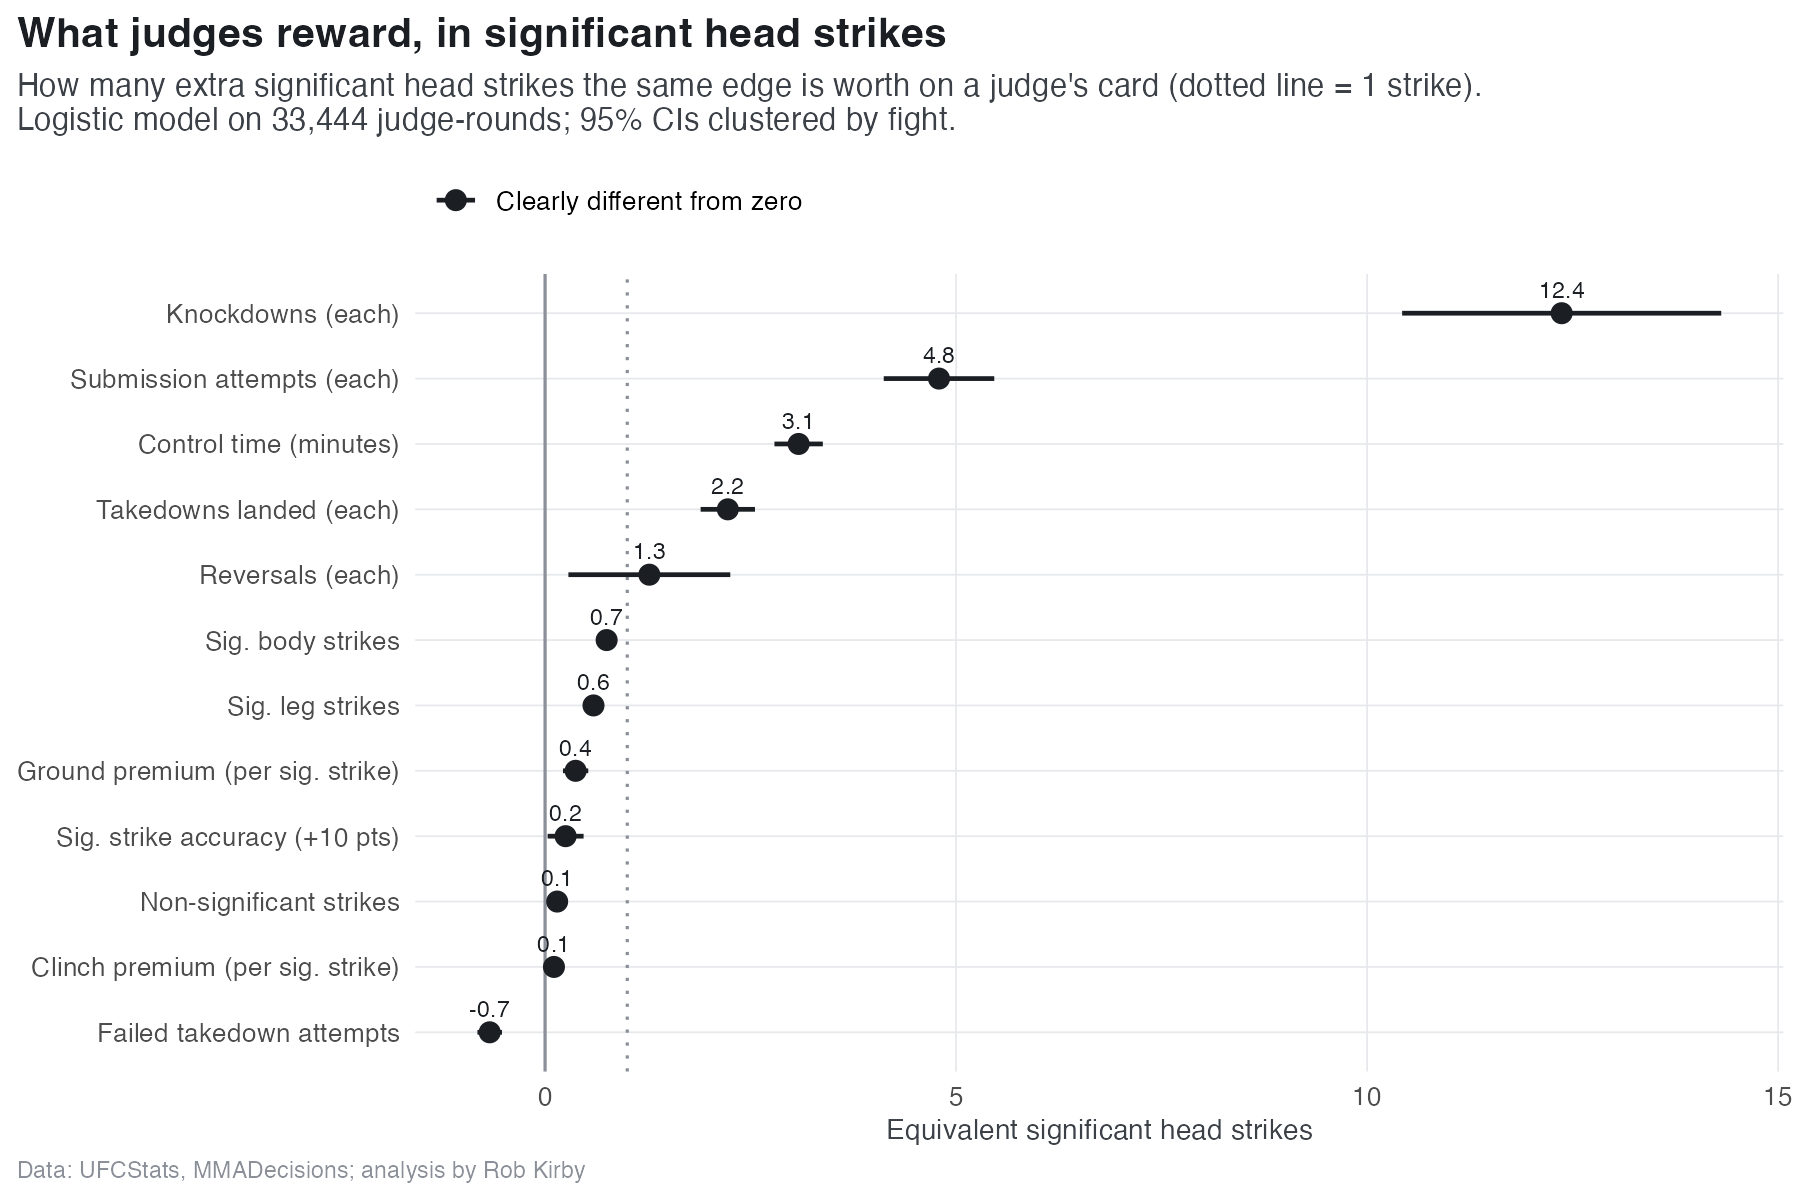 What judges reward, in significant head strikes
How many extra significant head strikes the same edge is worth on a judge's card (dotted line = 1 strike).
Logistic model on 33,444 judge-rounds; 95% CIs clustered by fight.
Clearly different from zero
Knockdowns (each)
12.4
Submission attempts (each)
4.8
Control time (minutes)
3.1
Takedowns landed (each)
2.2
Reversals (each)
1.3
Sig. body strikes
0.7
Sig. leg strikes
0.6
Ground premium (per sig. strike)
0.4
Sig. strike accuracy (+10 pts)
0.2
Non-significant strikes
0.1
Clinch premium (per sig. strike)
0.1
Failed takedown attempts
-0.7
0 5 10 15
Equivalent significant head strikes
Data: UFCStats, MMADecisions; analysis by Rob Kirby